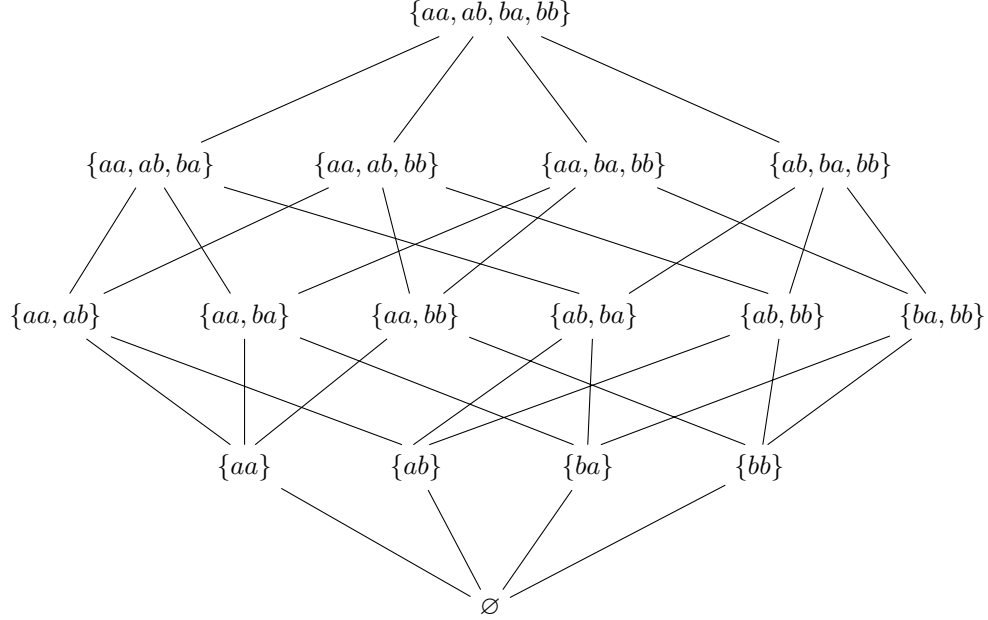 {aa, ab, ba, bb}
{aa, ab, ba} {aa, ab, bb} {aa, ba, bb} {ab, ba, bb}
{aa, ab} {aa, ba} {aa, bb} {ab, ba} {ab, bb} {ba, bb}
{aa} {ab} {ba} {bb}
∅